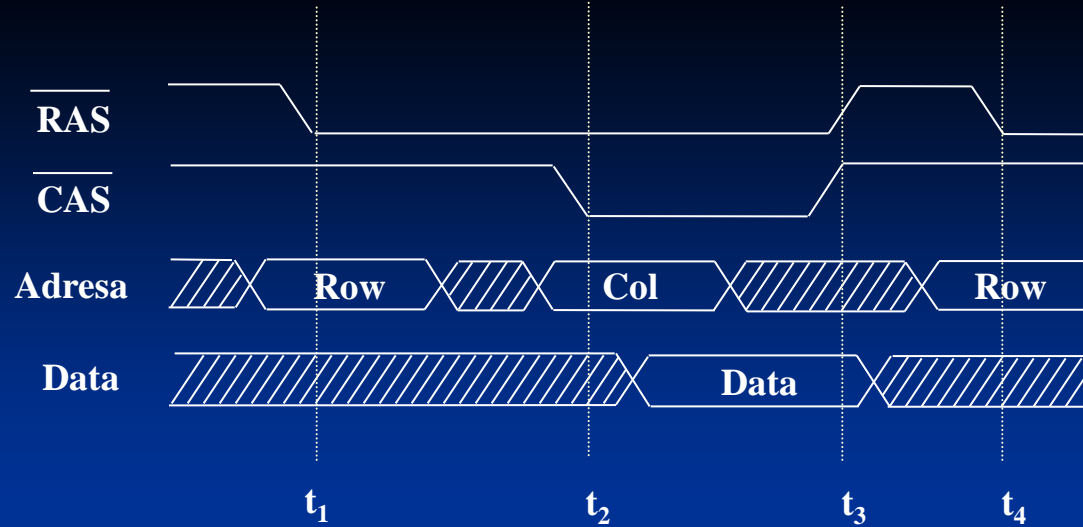 RAS
CAS
Adresa Row Col Row
Data Data
t₁ t₂ t₃ t₄